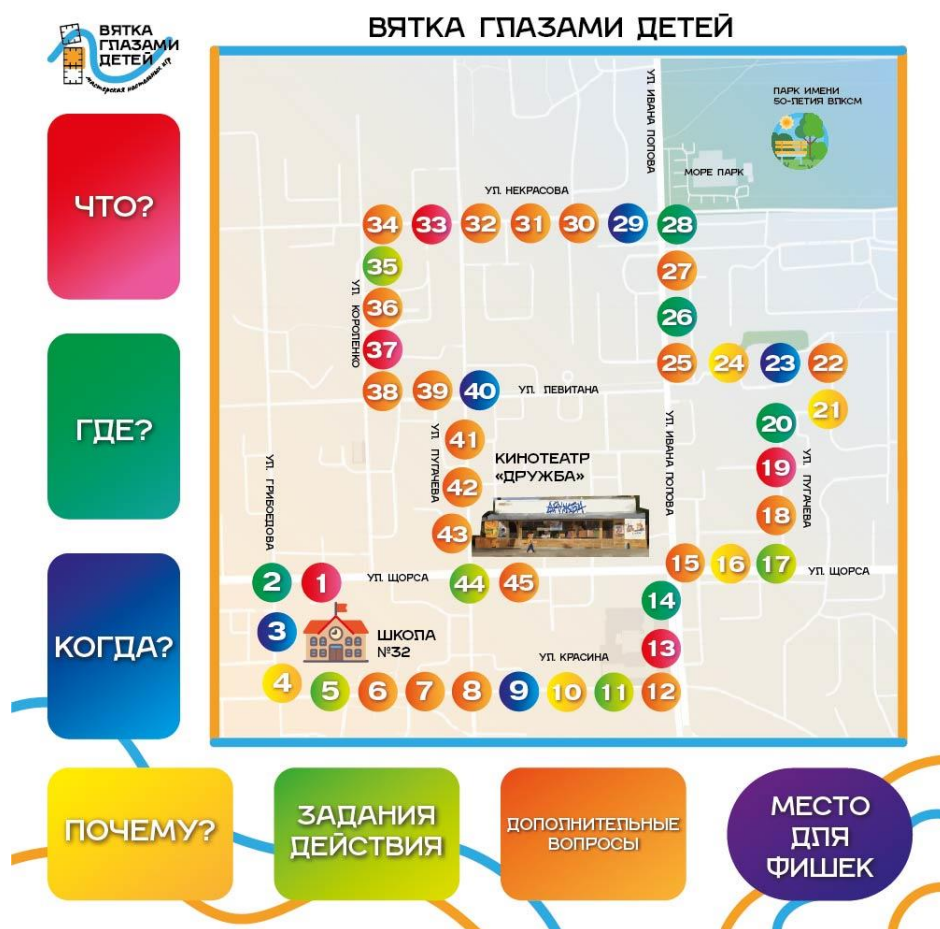 ВЯТКА
ГЛАЗАМИ
ДЕТЕЙ
мастерская настольных игр
ВЯТКА ГЛАЗАМИ ДЕТЕЙ
ЧТО?
ГДЕ?
КОГДА?
ПОЧЕМУ?
ЗАДАНИЯ
ДЕЙСТВИЯ
ДОПОЛНИТЕЛЬНЫЕ
ВОПРОСЫ
МЕСТО
ДЛЯ
ФИШЕК
УЛ. ИВАНА ПОПОВА
ПАРК ИМЕНИ
50-ЛЕТИЯ ВЛКСМ
МОРЕ ПАРК
УЛ. НЕКРАСОВА
34 33 32 31 30 29 28
35
27
УЛ. КОРОЛЕНКО
36
26
37
25 24 23 22
38 39 40
УЛ. ЛЕВИТАНА
21
20
УЛ. ПУГАЧЕВА
41
УЛ. ИВАНА ПОПОВА
19
УЛ. ПУГАЧЕВА
КИНОТЕАТР
«ДРУЖБА»
42
ДРУЖБА
18
43
УЛ. ГРИБОЕДОВА
15 16 17
УЛ. ЩОРСА
2 1
УЛ. ЩОРСА
44 45
14
3
ШКОЛА
№32
13
УЛ. КРАСИНА
4 5 6 7 8 9 10 11 12